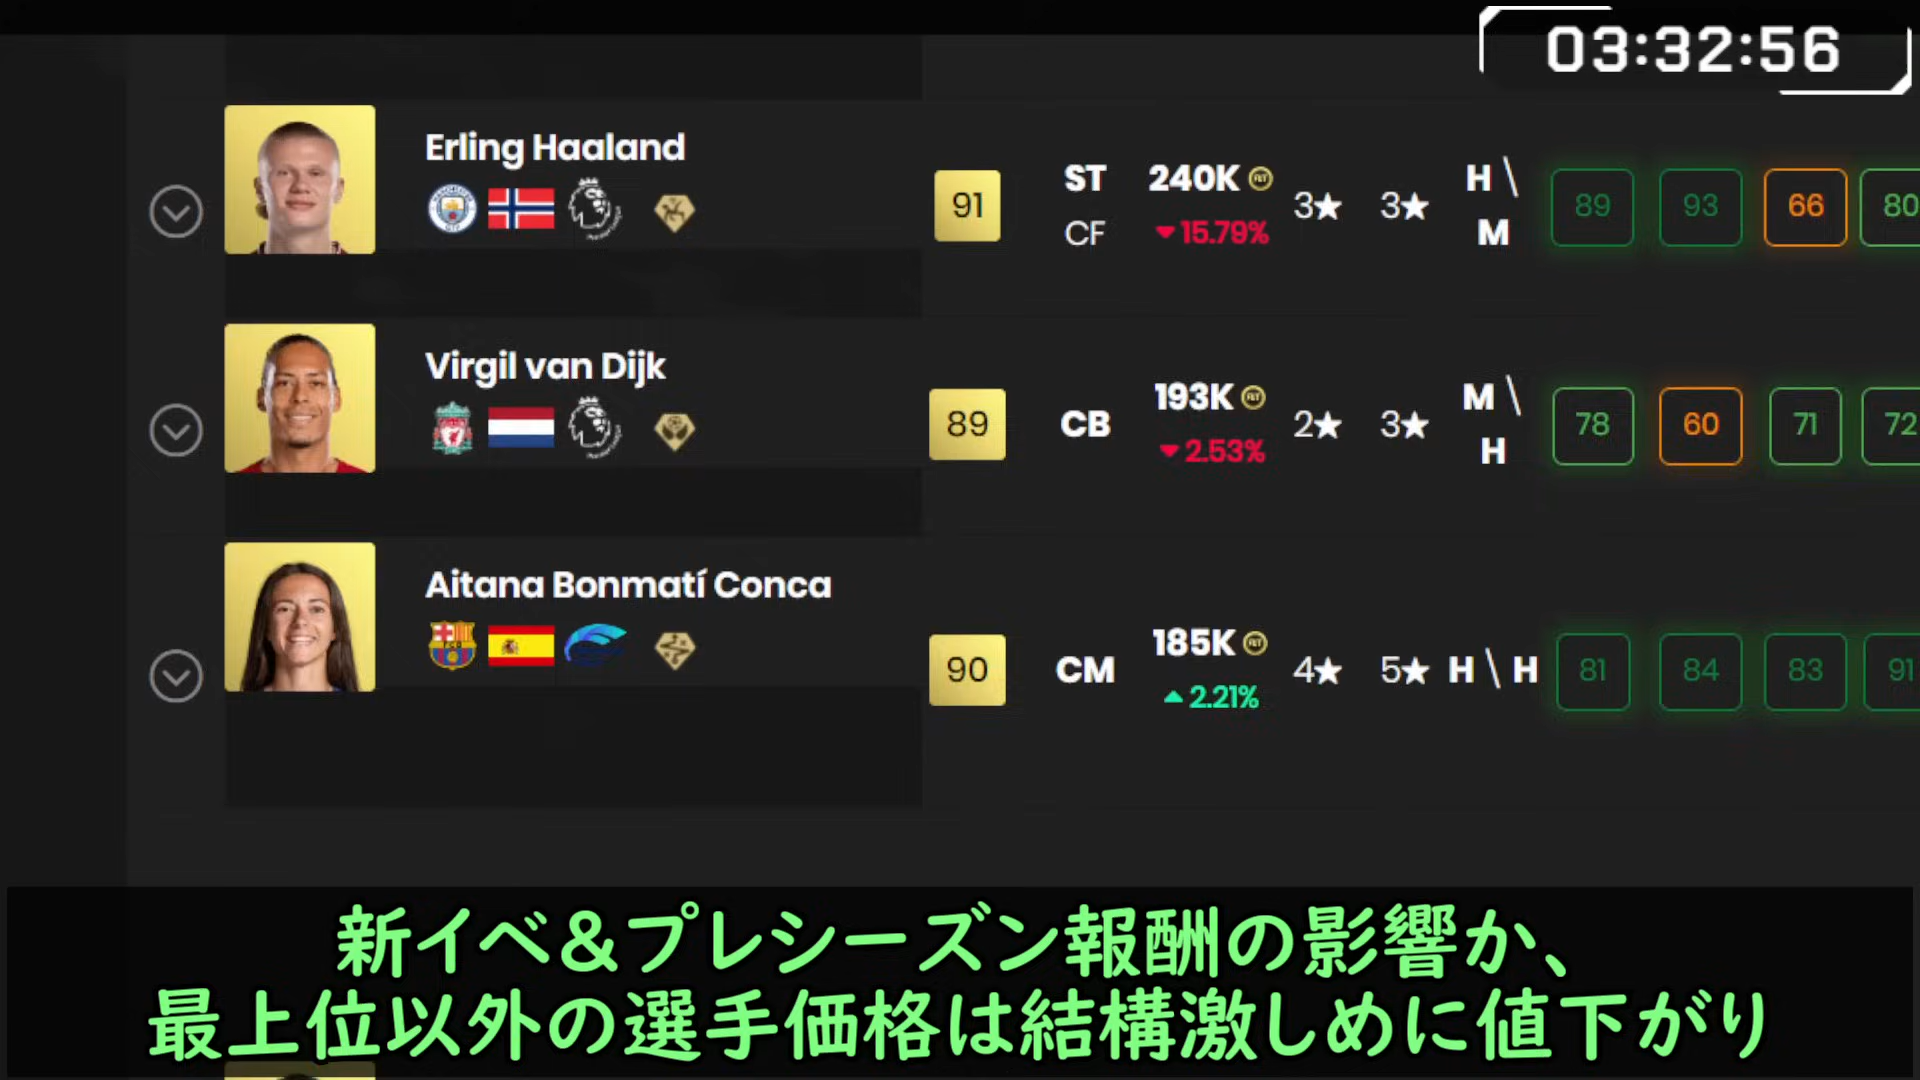 03:32:56
Erling Haaland
91
ST
CF
240K
15.79%
3★
3★
H \
M
89
93
66
80
Virgil van Dijk
89
CB
193K
2.53%
2★
3★
M \
H
78
60
71
72
Aitana Bonmatí Conca
90
CM
185K
2.21%
4★
5★
H \ H
81
84
83
91
新イベ&プレシーズン報酬の影響か、
最上位以外の選手価格は結構激しめに値下がり